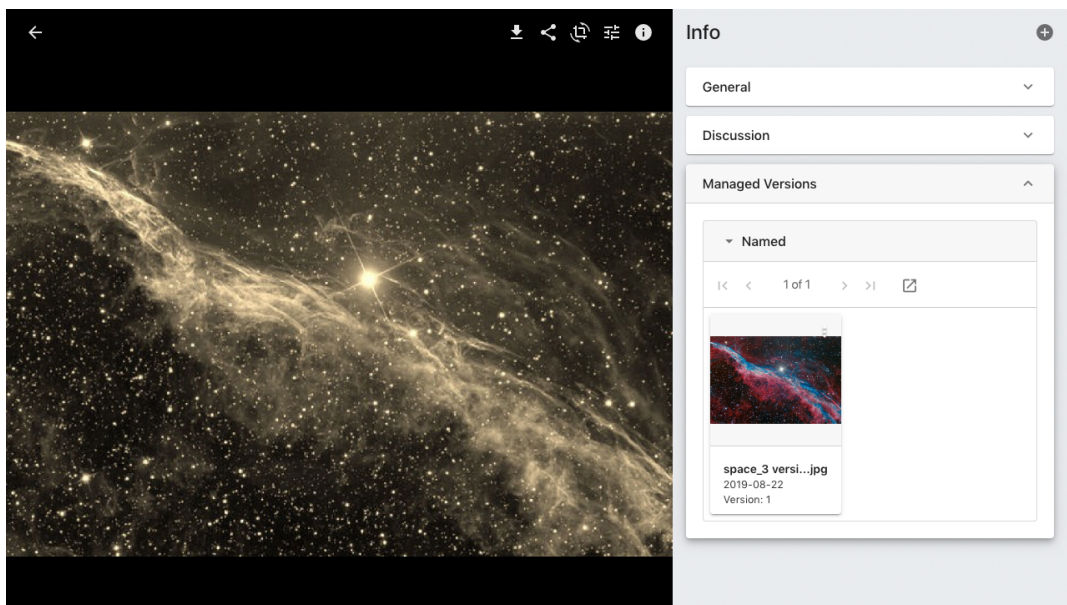 Info
General
Discussion
Managed Versions
Named
1 of 1
space_3 versi...jpg
2019-08-22
Version: 1